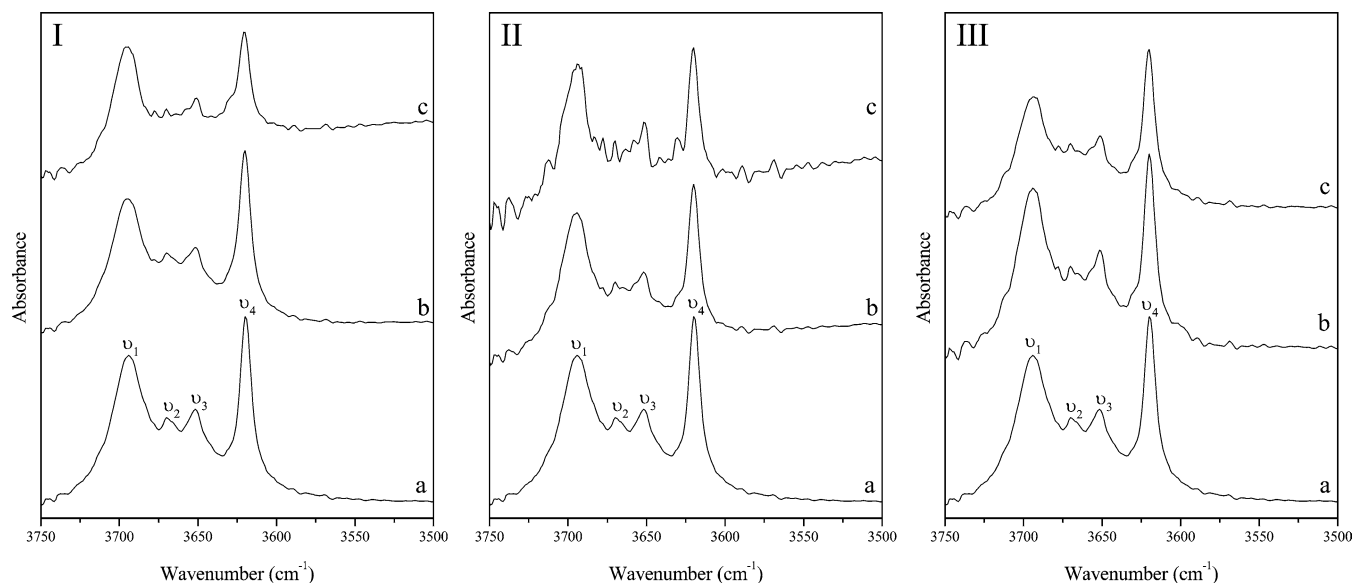 I
c
b
υ4
υ1
υ2
υ3
a
Absorbance
3750 3700 3650 3600 3550 3500
Wavenumber (cm-1)
II
c
b
υ4
υ1
υ2
υ3
a
Absorbance
3750 3700 3650 3600 3550 3500
Wavenumber (cm-1)
III
c
b
υ4
υ1
υ2
υ3
a
Absorbance
3750 3700 3650 3600 3550 3500
Wavenumber (cm-1)